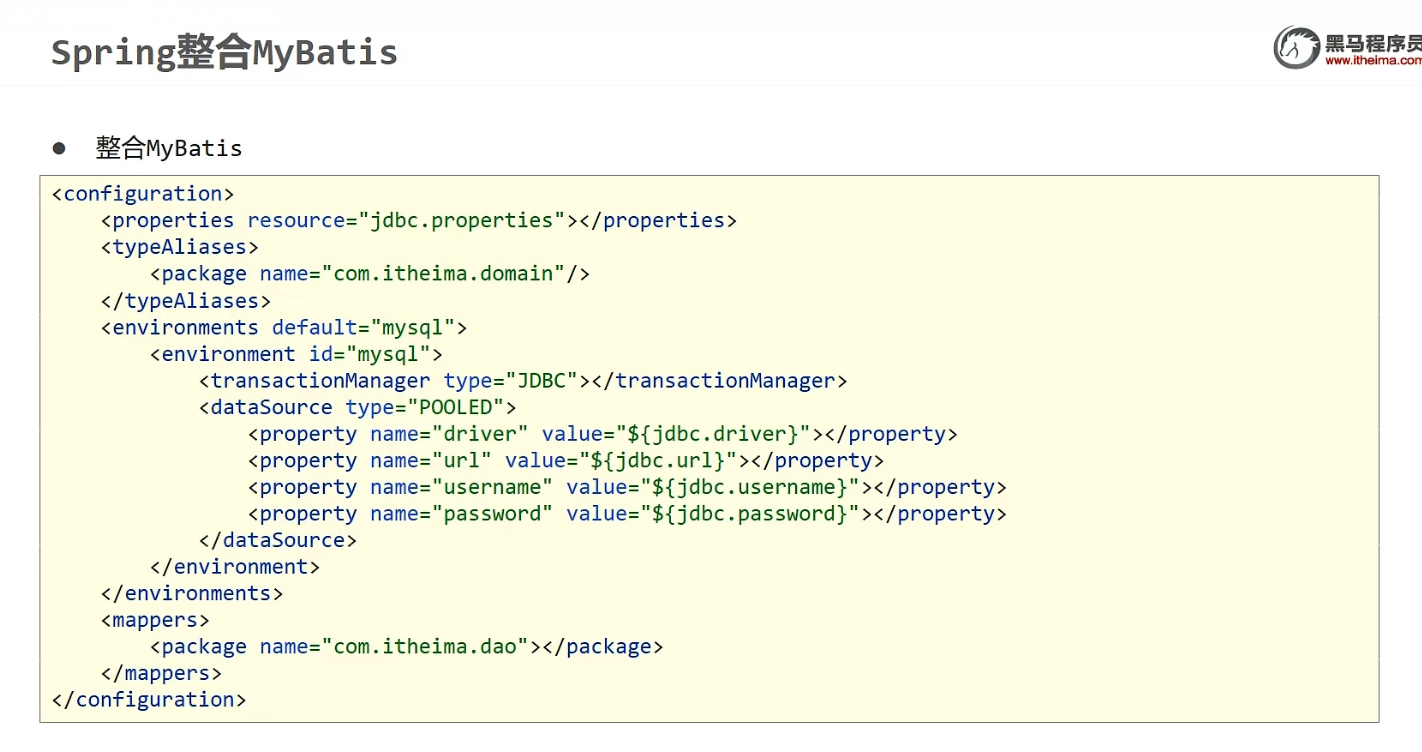 Spring整合MyBatis
黑马程序员
www.itheima.com
● 整合MyBatis
<configuration>
    <properties resource="jdbc.properties"></properties>
    <typeAliases>
        <package name="com.itheima.domain"/>
    </typeAliases>
    <environments default="mysql">
        <environment id="mysql">
            <transactionManager type="JDBC"></transactionManager>
            <dataSource type="POOLED">
                <property name="driver" value="${jdbc.driver}"></property>
                <property name="url" value="${jdbc.url}"></property>
                <property name="username" value="${jdbc.username}"></property>
                <property name="password" value="${jdbc.password}"></property>
            </dataSource>
        </environment>
    </environments>
    <mappers>
        <package name="com.itheima.dao"></package>
    </mappers>
</configuration>